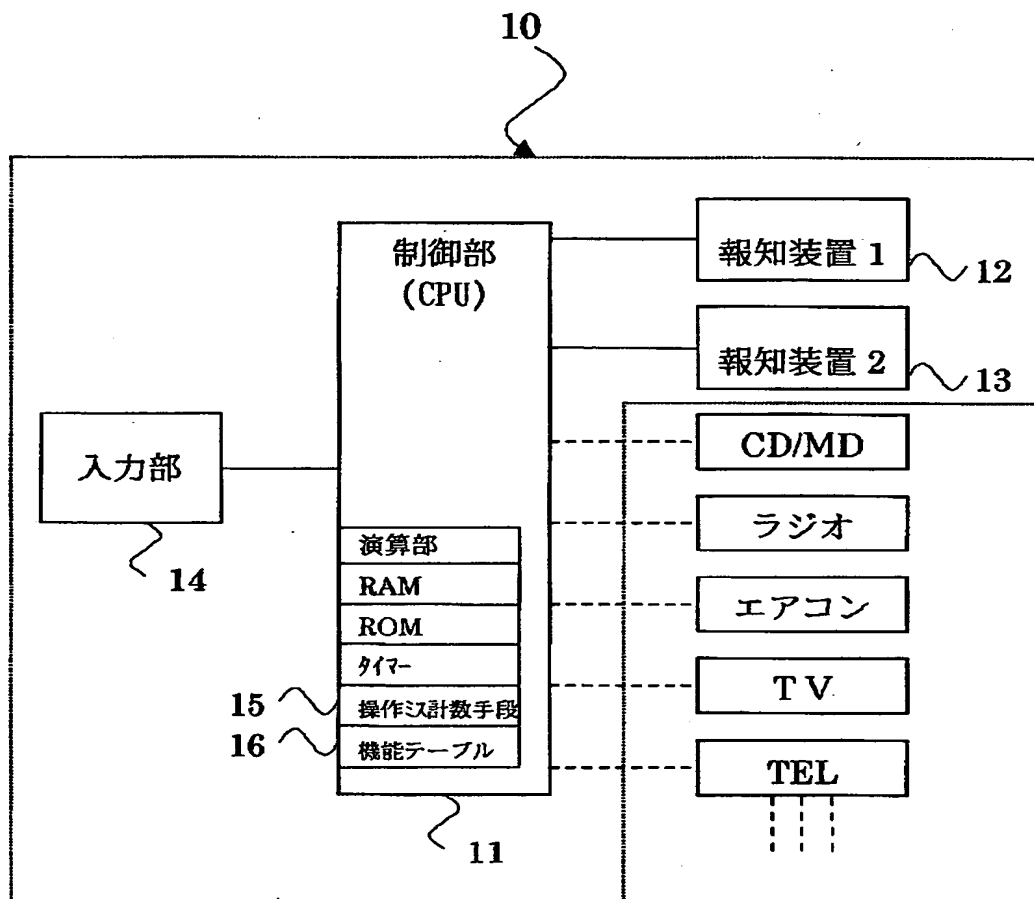 10
制御部
(CPU)
報知装置 1
12
報知装置 2
13
入力部
14
CD/MD
ラジオ
エアコン
TV
TEL
演算部
RAM
ROM
ﾀｲﾏｰ
15
操作ﾐｽ計数手段
16
機能テーブル
11